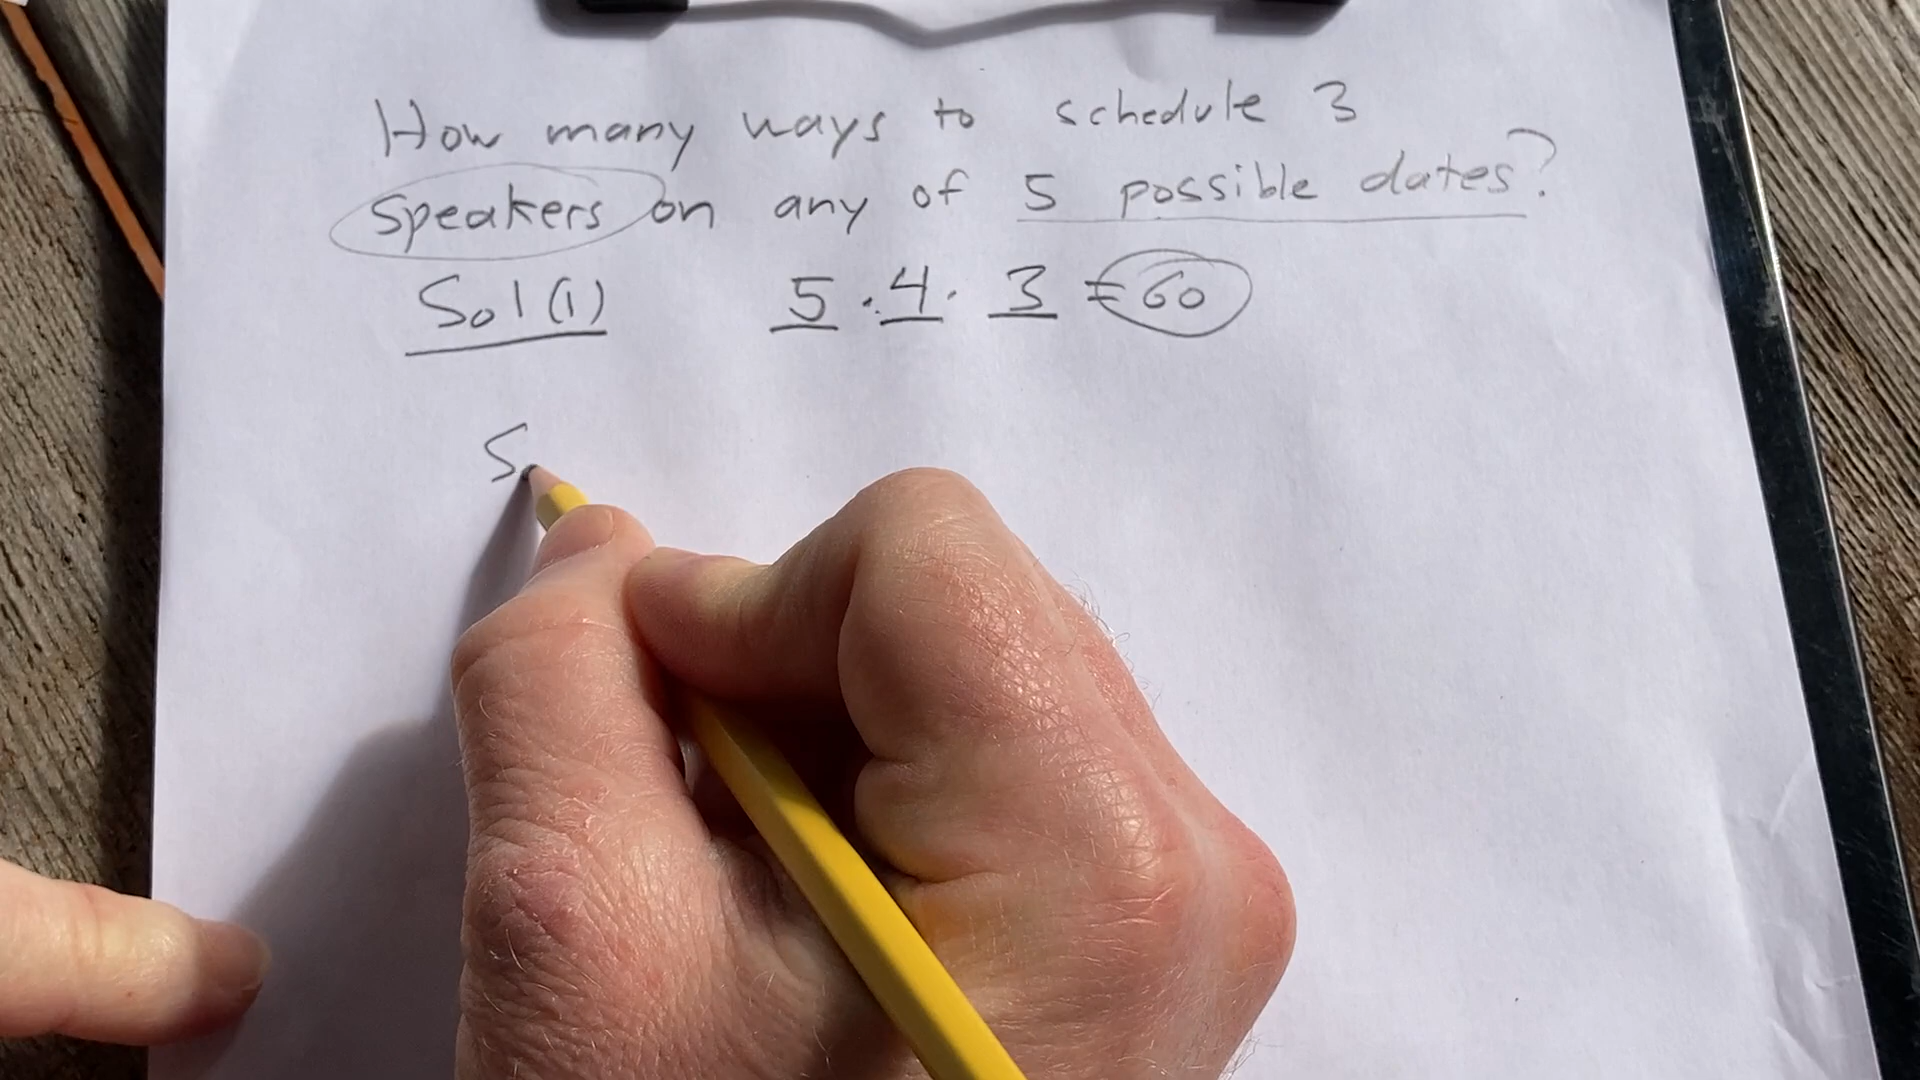 How many ways to schedule 3
speakers on any of 5 possible dates?
Sol (1) 5 · 4 · 3 = 60
So